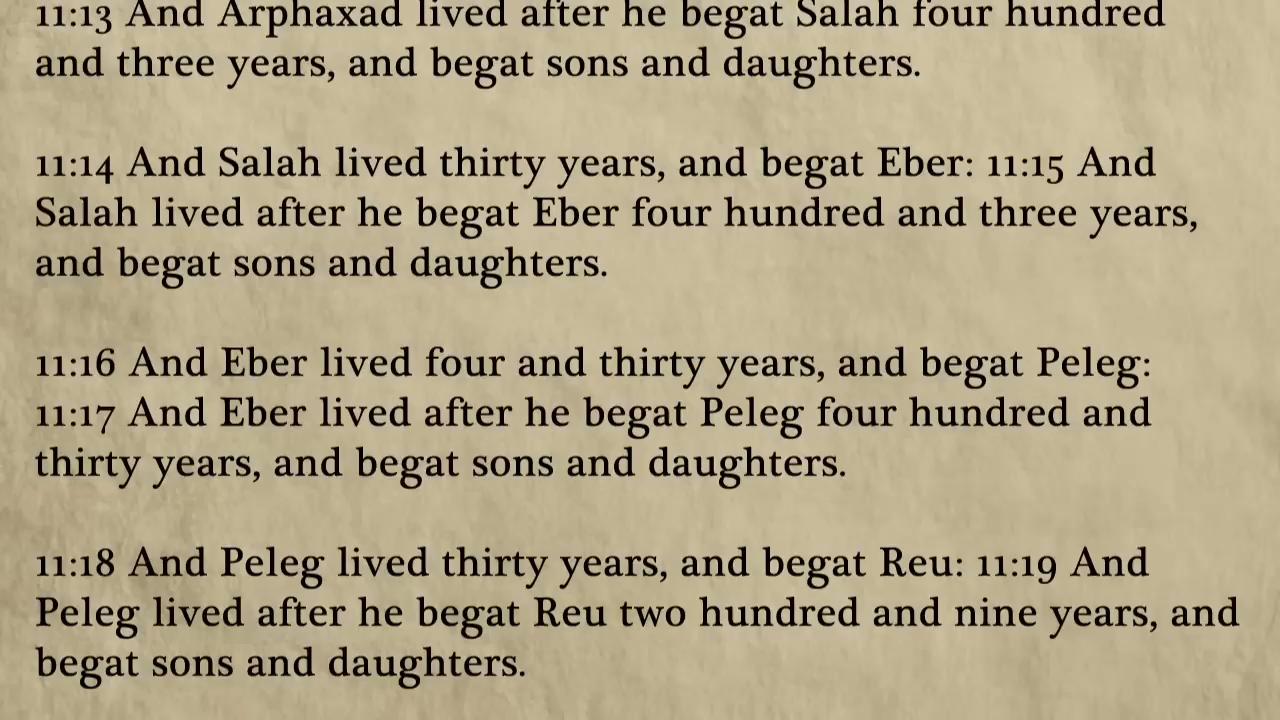 11:13 And Arphaxad lived after he begat Salah four hundred
and three years, and begat sons and daughters.
11:14 And Salah lived thirty years, and begat Eber: 11:15 And
Salah lived after he begat Eber four hundred and three years,
and begat sons and daughters.
11:16 And Eber lived four and thirty years, and begat Peleg:
11:17 And Eber lived after he begat Peleg four hundred and
thirty years, and begat sons and daughters.
11:18 And Peleg lived thirty years, and begat Reu: 11:19 And
Peleg lived after he begat Reu two hundred and nine years, and
begat sons and daughters.